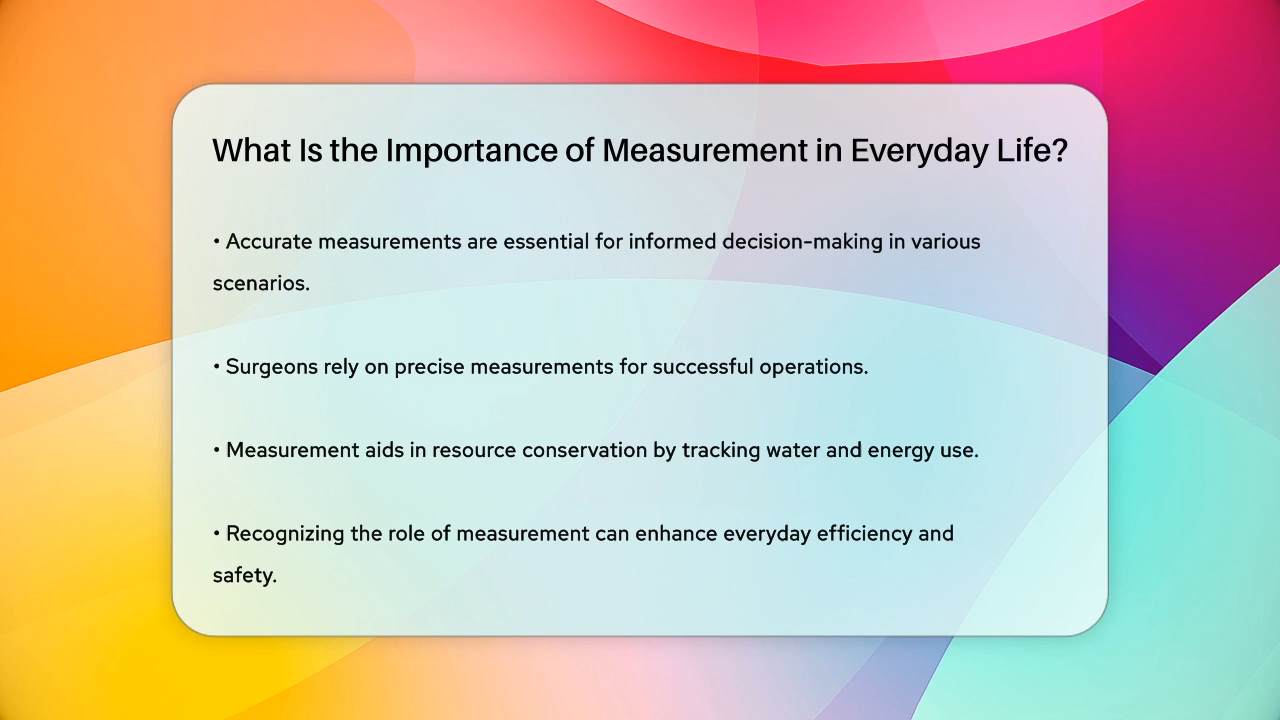 What Is the Importance of Measurement in Everyday Life?
• Accurate measurements are essential for informed decision-making in various
scenarios.
• Surgeons rely on precise measurements for successful operations.
• Measurement aids in resource conservation by tracking water and energy use.
• Recognizing the role of measurement can enhance everyday efficiency and
safety.